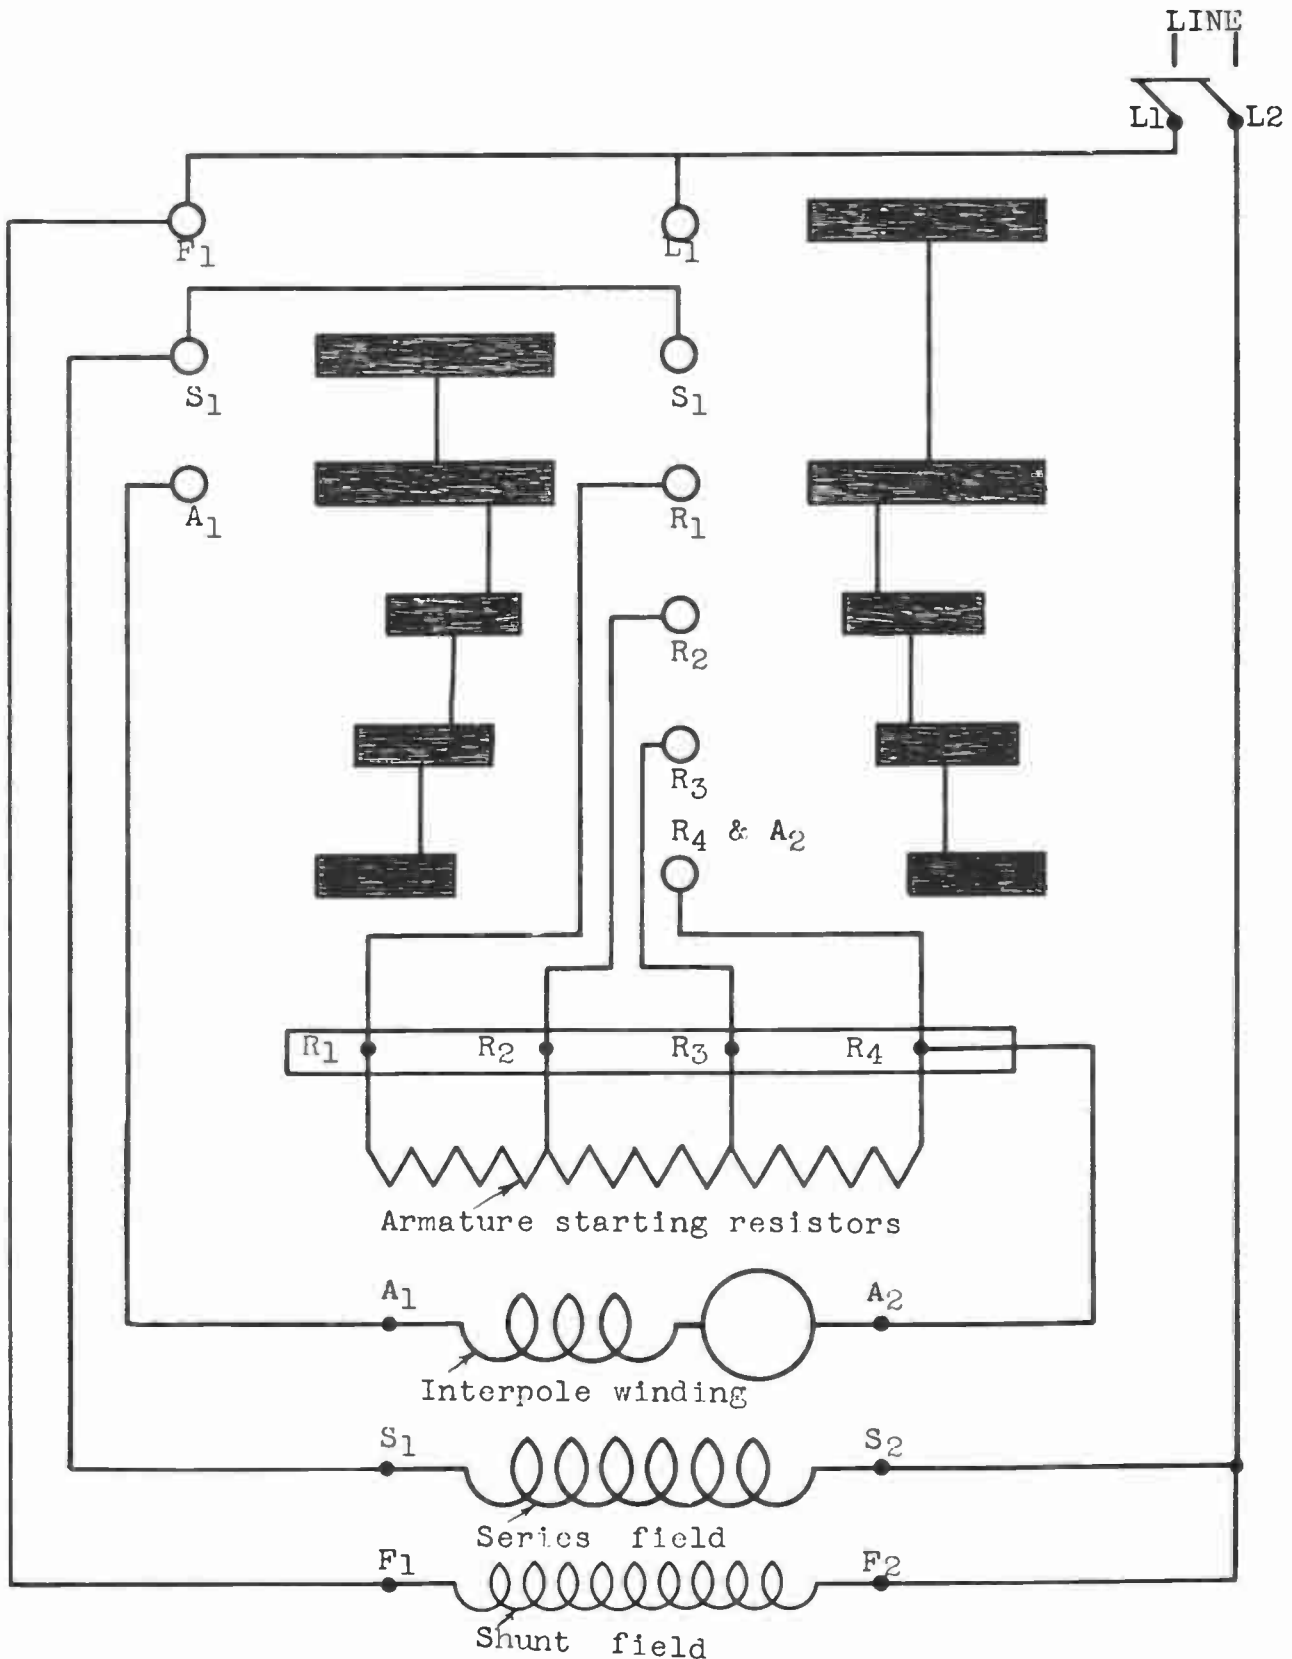 LINE
L1 L2
F1 L1
S1 S1
A1 R1
R2
R3
R4 & A2
R1 R2 R3 R4
Armature starting resistors
A1 A2
Interpole winding
S1 S2
Series field
F1 F2
Shunt field